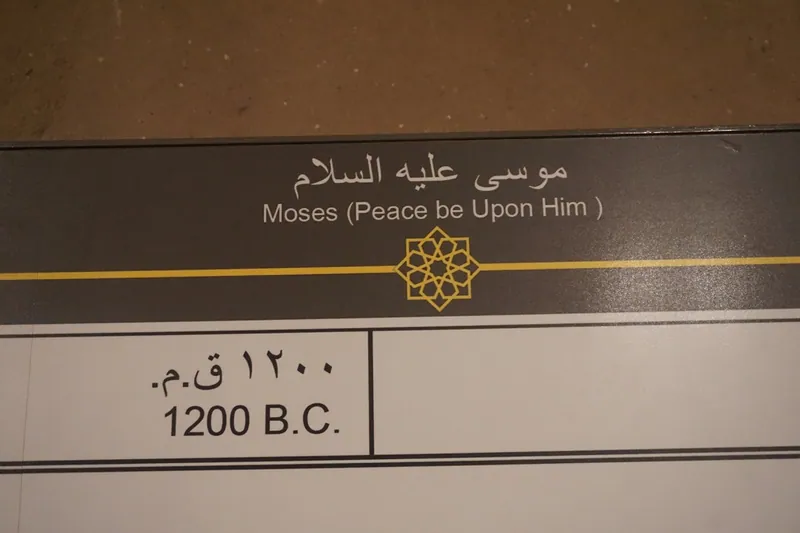 موسى عليه السلام
Moses (Peace be Upon Him )
١٢٠٠ ق.م.
1200 B.C.